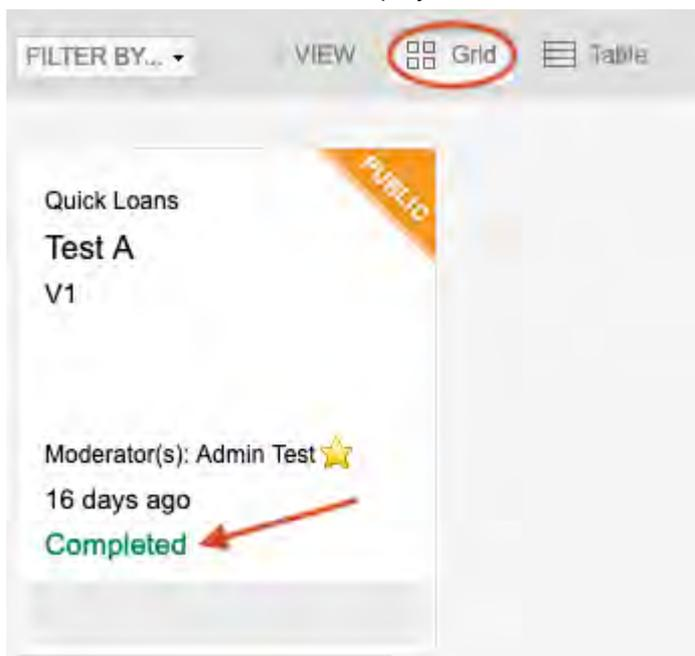 FILTER BY... VIEW Grid Table
PUBLIC
Quick Loans
Test A
V1
Moderator(s): Admin Test
16 days ago
Completed